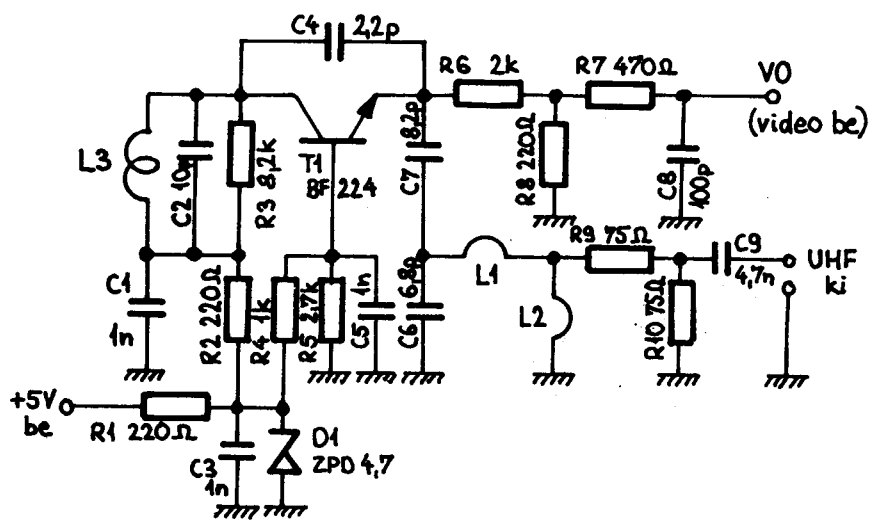 C4 2,2p
R6 2k
R7 470Ω
VO
(video be)
L3
C2 10p
R3 8,2k
T1
BF 224
8,2p
C7
R8 220Ω
C8
100p
C1
1n
R2 220Ω
R4 1k
R5 2,7k
C5 1n
C6 6,8p
L1
L2
R9 75Ω
R10 75Ω
C9
4,7n
UHF
ki
+5V
be
R1 220Ω
C3
1n
D1
ZPD 4,7